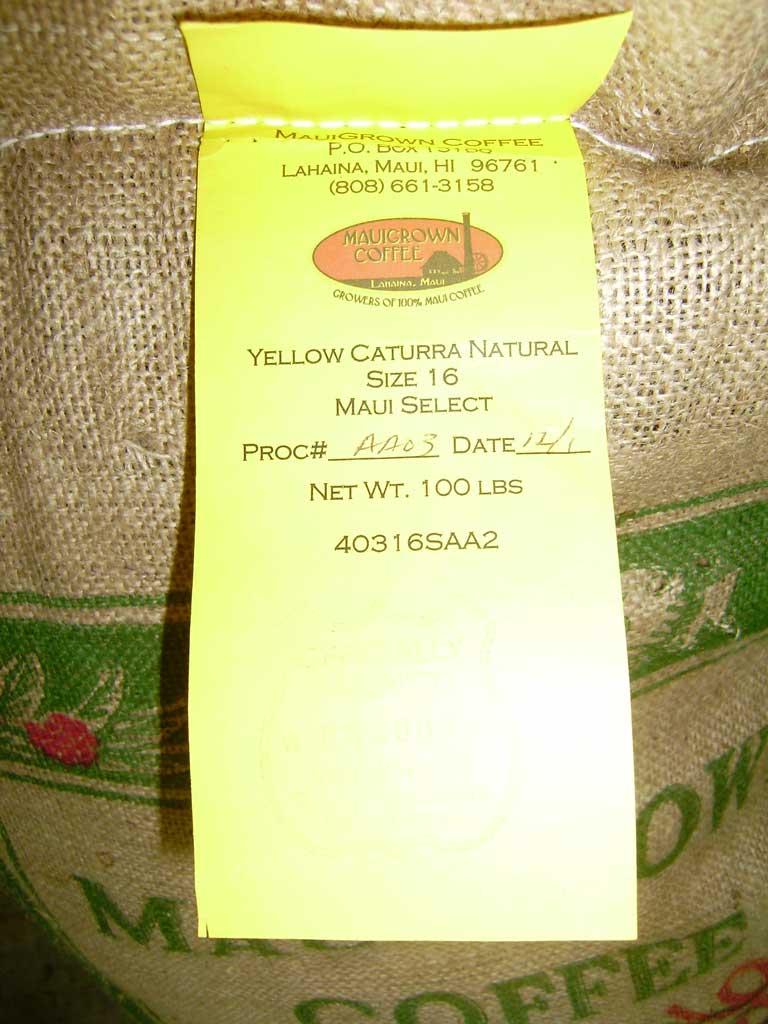 MAUIGROWN COFFEE
P.O. BOX
LAHAINA, MAUI, HI 96761
(808) 661-3158
MAUIGROWN
COFFEE
LAHAINA, MAUI
GROWERS OF 100% MAUI COFFEE
YELLOW CATURRA NATURAL
SIZE 16
MAUI SELECT
PROC# AA03 DATE 12/1
NET WT. 100 LBS
40316SAA2
COFFEE